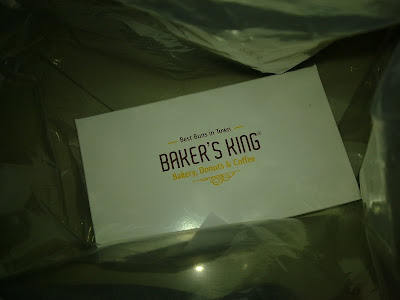 Best Buns in Town
BAKER'S KING®
Bakery, Donuts & Coffee